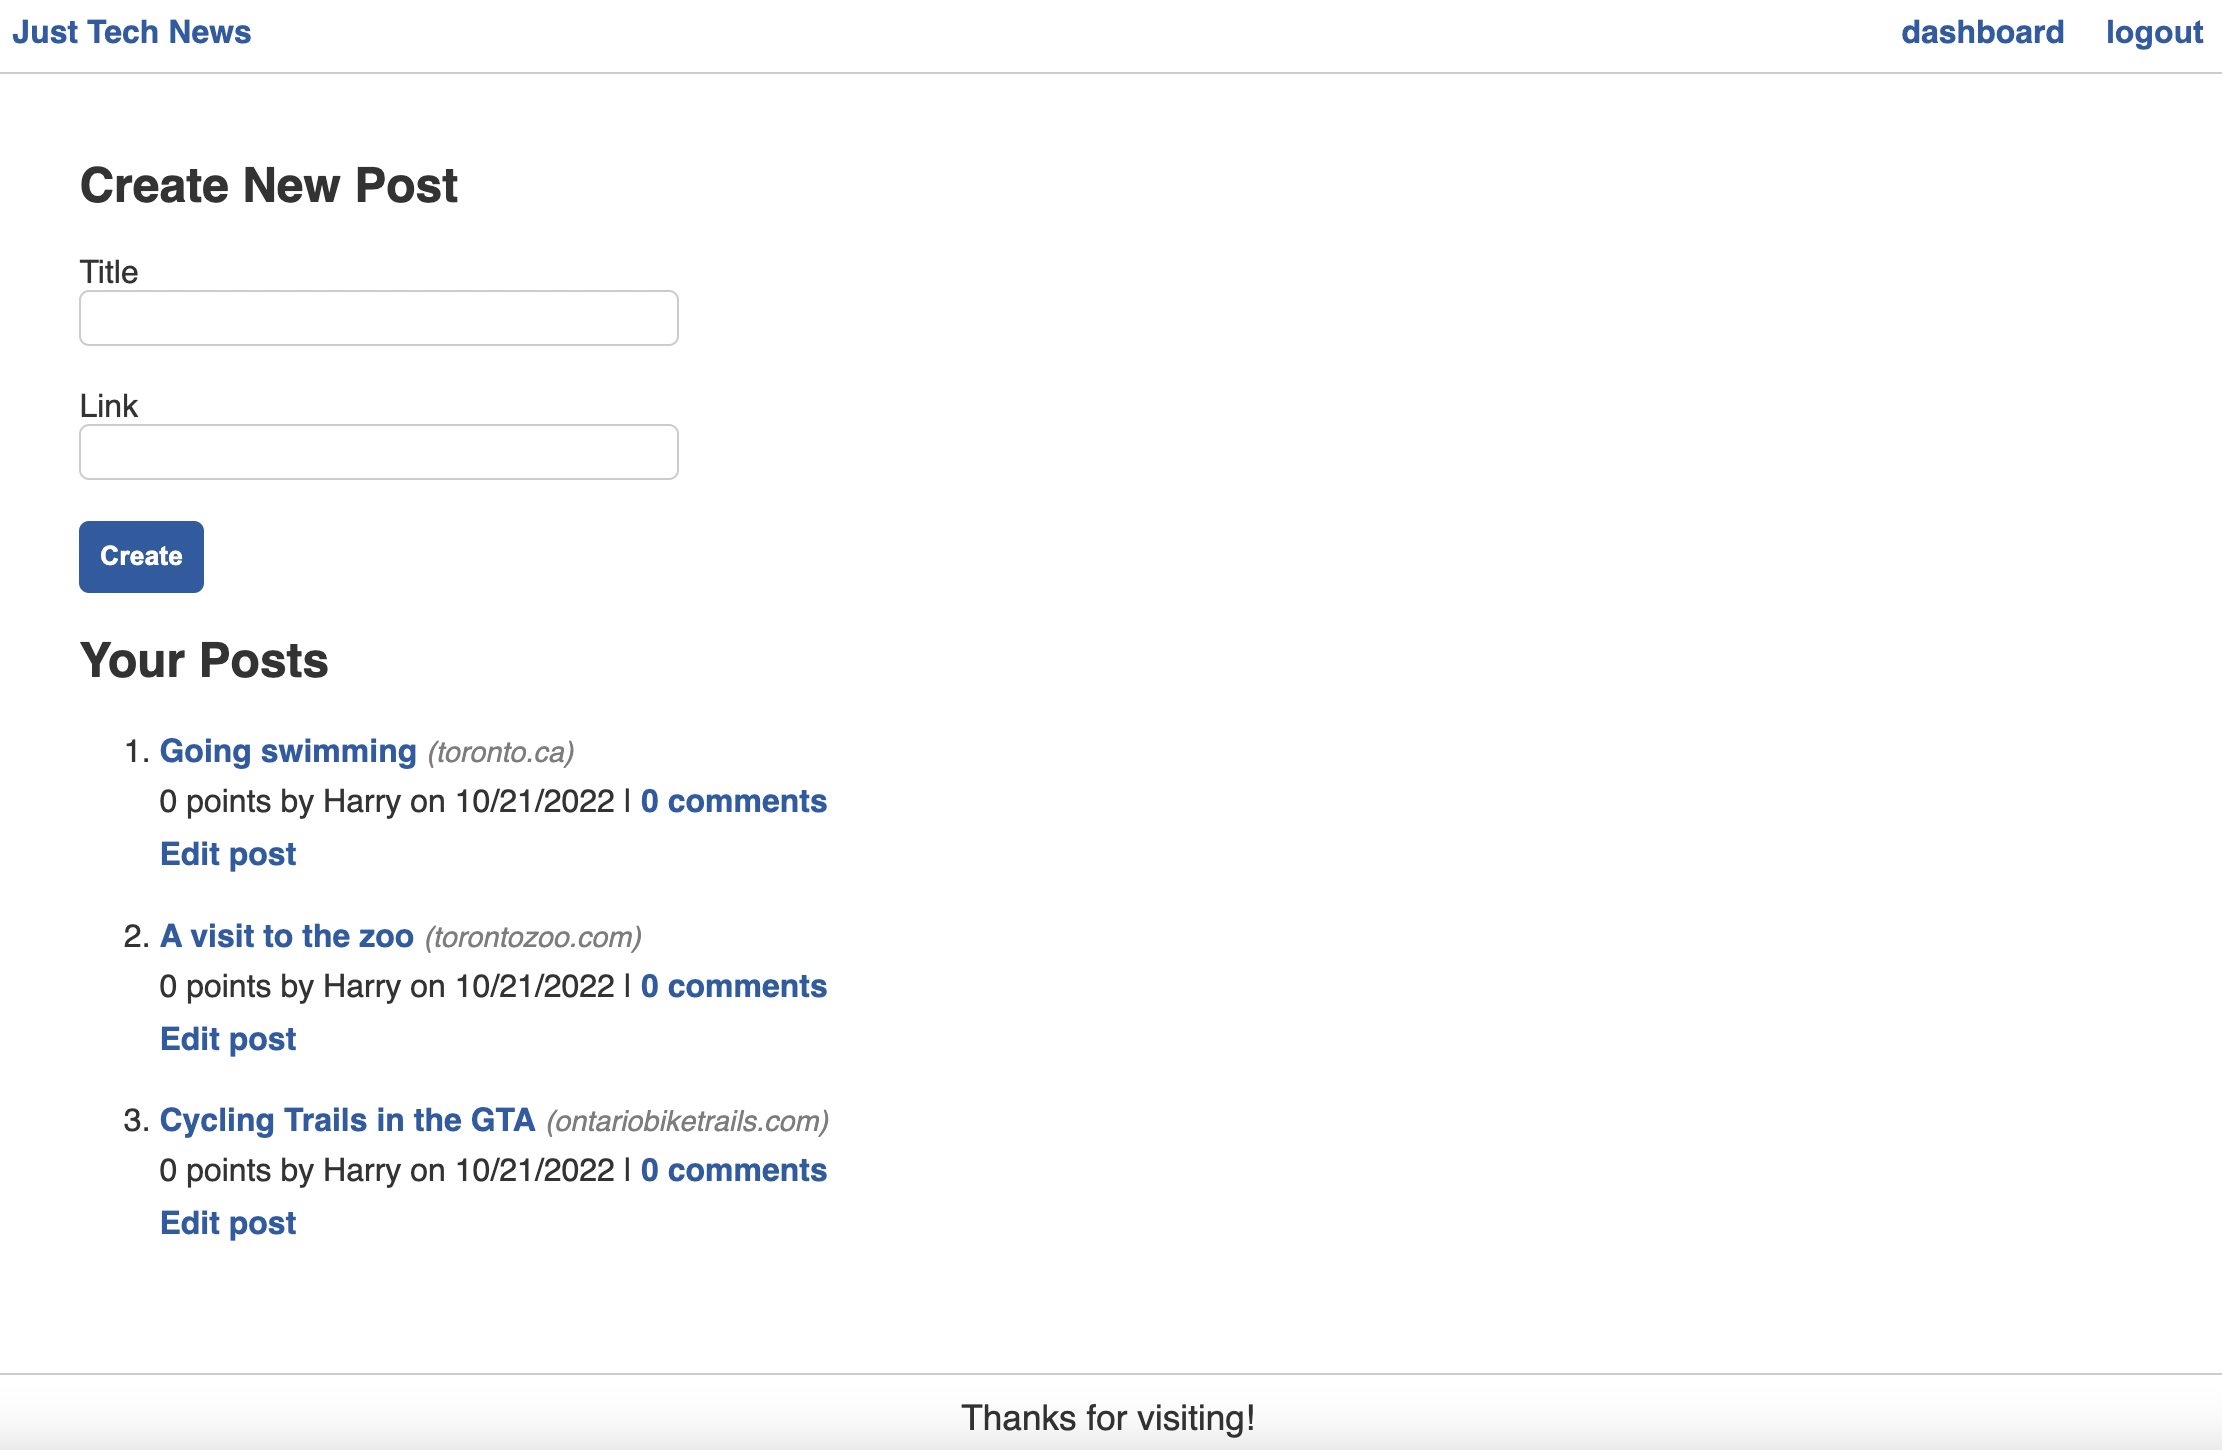 Just Tech News dashboard logout
Create New Post
Title
Link
Create
Your Posts
1. Going swimming (toronto.ca)
0 points by Harry on 10/21/2022 | 0 comments
Edit post
2. A visit to the zoo (torontozoo.com)
0 points by Harry on 10/21/2022 | 0 comments
Edit post
3. Cycling Trails in the GTA (ontariobiketrails.com)
0 points by Harry on 10/21/2022 | 0 comments
Edit post
Thanks for visiting!